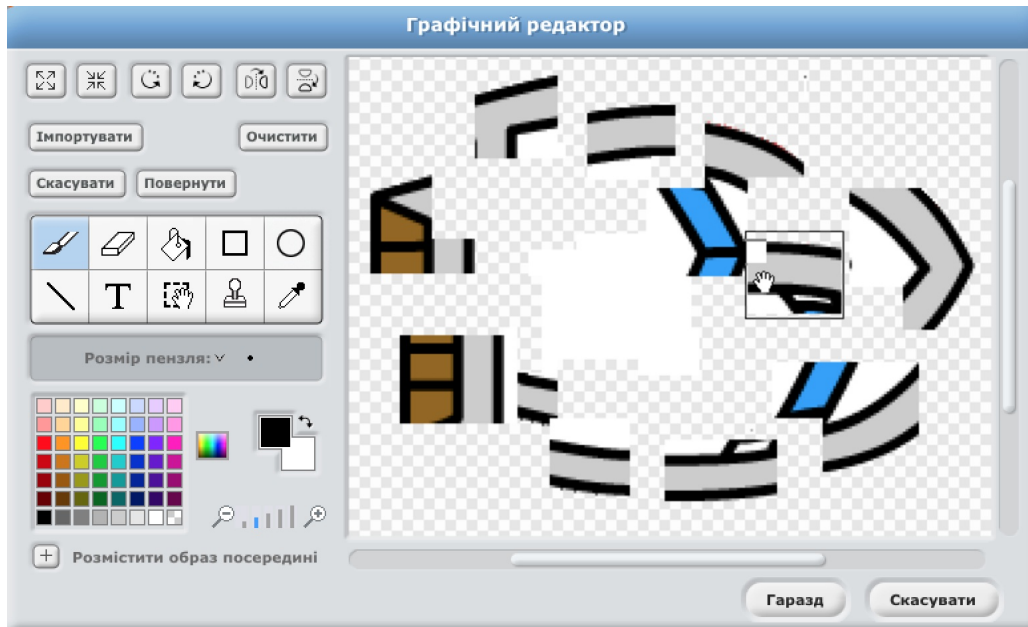 Графічний редактор
Імпортувати
Очистити
Скасувати
Повернути
T
Розмір пензля:
Розмістити образ посередині
Гаразд
Скасувати